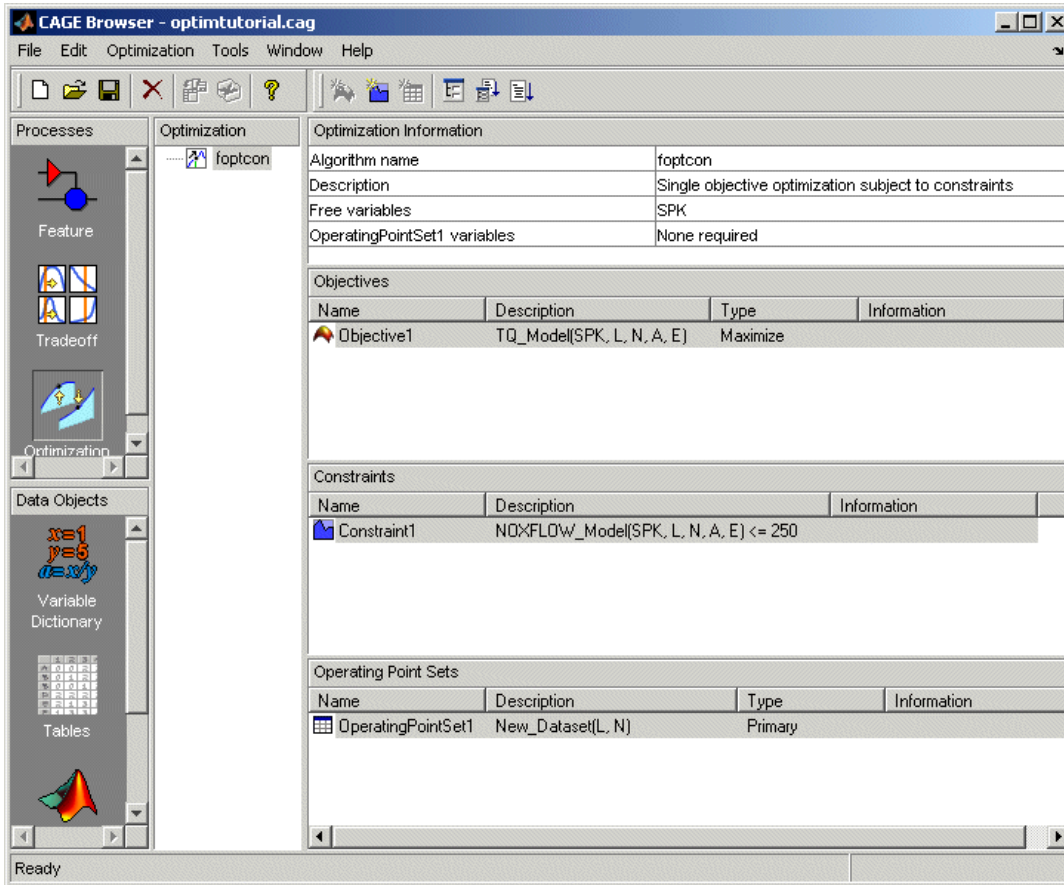 CAGE Browser - optimtutorial.cag
File Edit Optimization Tools Window Help
Processes
Feature
Tradeoff
Optimization
Data Objects
x=1
y=5
a=x/y
Variable
Dictionary
Tables
Optimization
foptcon
Optimization Information
Algorithm name foptcon
Description Single objective optimization subject to constraints
Free variables SPK
OperatingPointSet1 variables None required
Objectives
Name Description Type Information
Objective1 TQ_Model(SPK, L, N, A, E) Maximize
Constraints
Name Description Information
Constraint1 NOXFLOW_Model(SPK, L, N, A, E) <= 250
Operating Point Sets
Name Description Type Information
OperatingPointSet1 New_Dataset(L, N) Primary
Ready